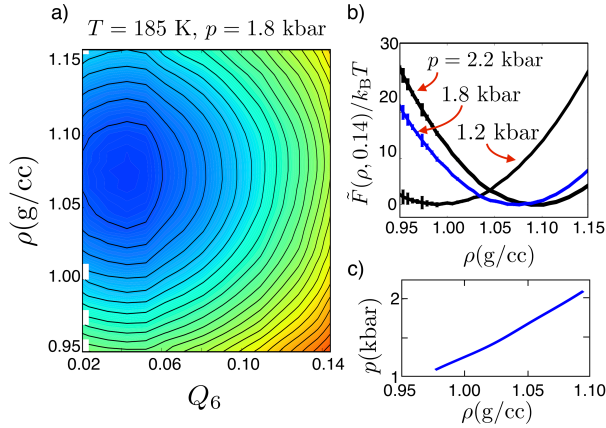 a) T = 185 K, p = 1.8 kbar
1.15
1.10
1.05
1.00
0.95
ρ(g/cc)
0.02 0.06 0.10 0.14
Q₆
b)
30
20
10
0
F̃(ρ, 0.14)/k_BT
p = 2.2 kbar
1.8 kbar
1.2 kbar
0.95 1.00 1.05 1.10 1.15
ρ(g/cc)
c)
2
1
p(kbar)
0.95 1.00 1.05 1.10
ρ(g/cc)